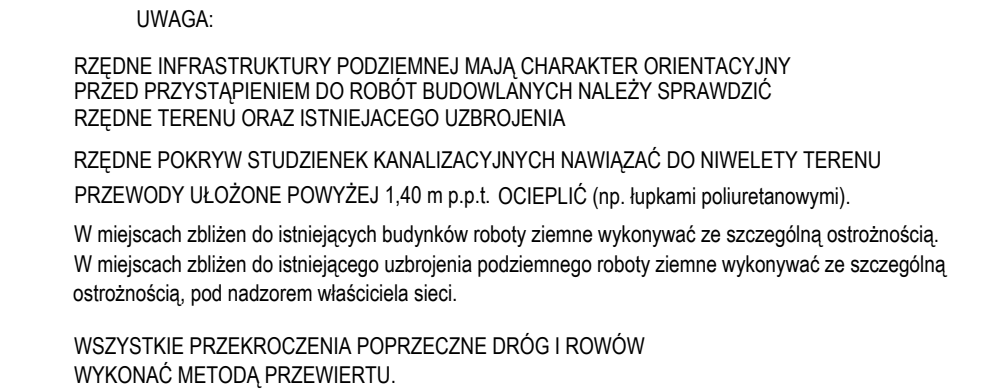 UWAGA:
RZĘDNE INFRASTRUKTURY PODZIEMNEJ MAJĄ CHARAKTER ORIENTACYJNY
PRZED PRZYSTĄPIENIEM DO ROBÓT BUDOWLANYCH NALEŻY SPRAWDZIĆ
RZĘDNE TERENU ORAZ ISTNIEJACEGO UZBROJENIA
RZĘDNE POKRYW STUDZIENEK KANALIZACYJNYCH NAWIĄZAĆ DO NIWELETY TERENU
PRZEWODY UŁOŻONE POWYŻEJ 1,40 m p.p.t. OCIEPLIĆ (np. łupkami poliuretanowymi).
W miejscach zbliżen do istniejących budynków roboty ziemne wykonywać ze szczególną ostrożnością.
W miejscach zbliżen do istniejącego uzbrojenia podziemnego roboty ziemne wykonywać ze szczególną
ostrożnością, pod nadzorem właściciela sieci.
WSZYSTKIE PRZEKROCZENIA POPRZECZNE DRÓG I ROWÓW
WYKONAĆ METODĄ PRZEWIERTU.